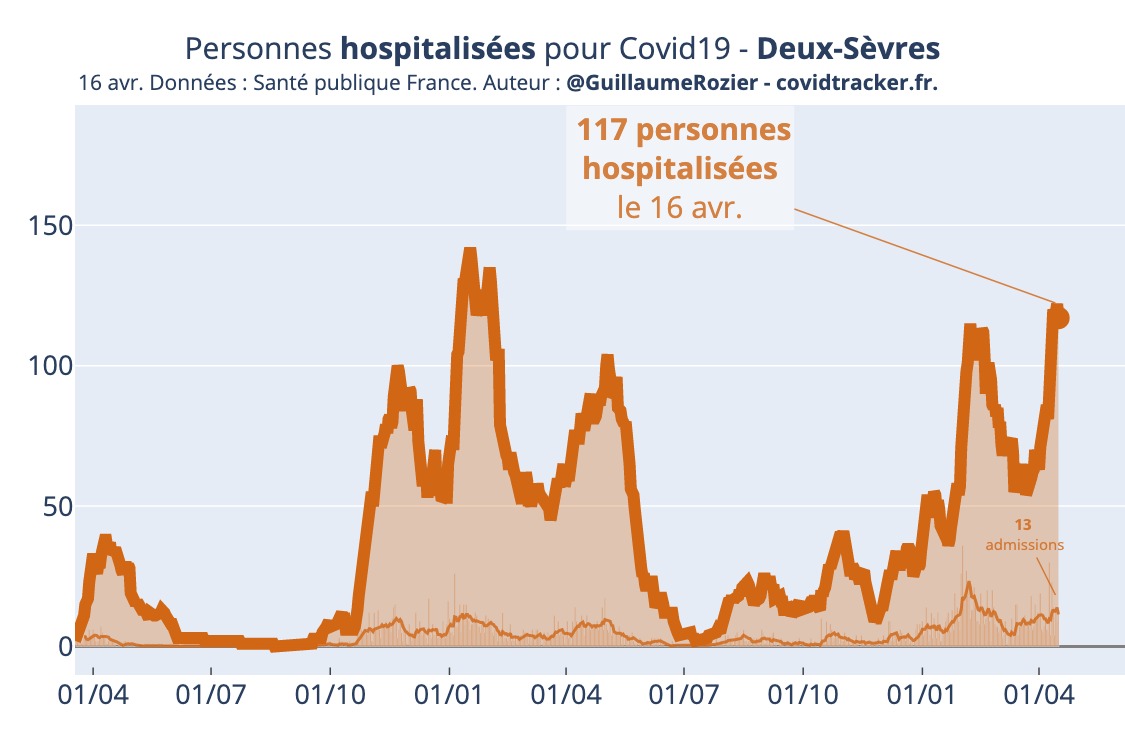 Personnes hospitalisées pour Covid19 - Deux-Sèvres
16 avr. Données : Santé publique France. Auteur : @GuillaumeRozier - covidtracker.fr.
117 personnes
hospitalisées
le 16 avr.
150
100
50
0
13
admissions
01/04 01/07 01/10 01/01 01/04 01/07 01/10 01/01 01/04